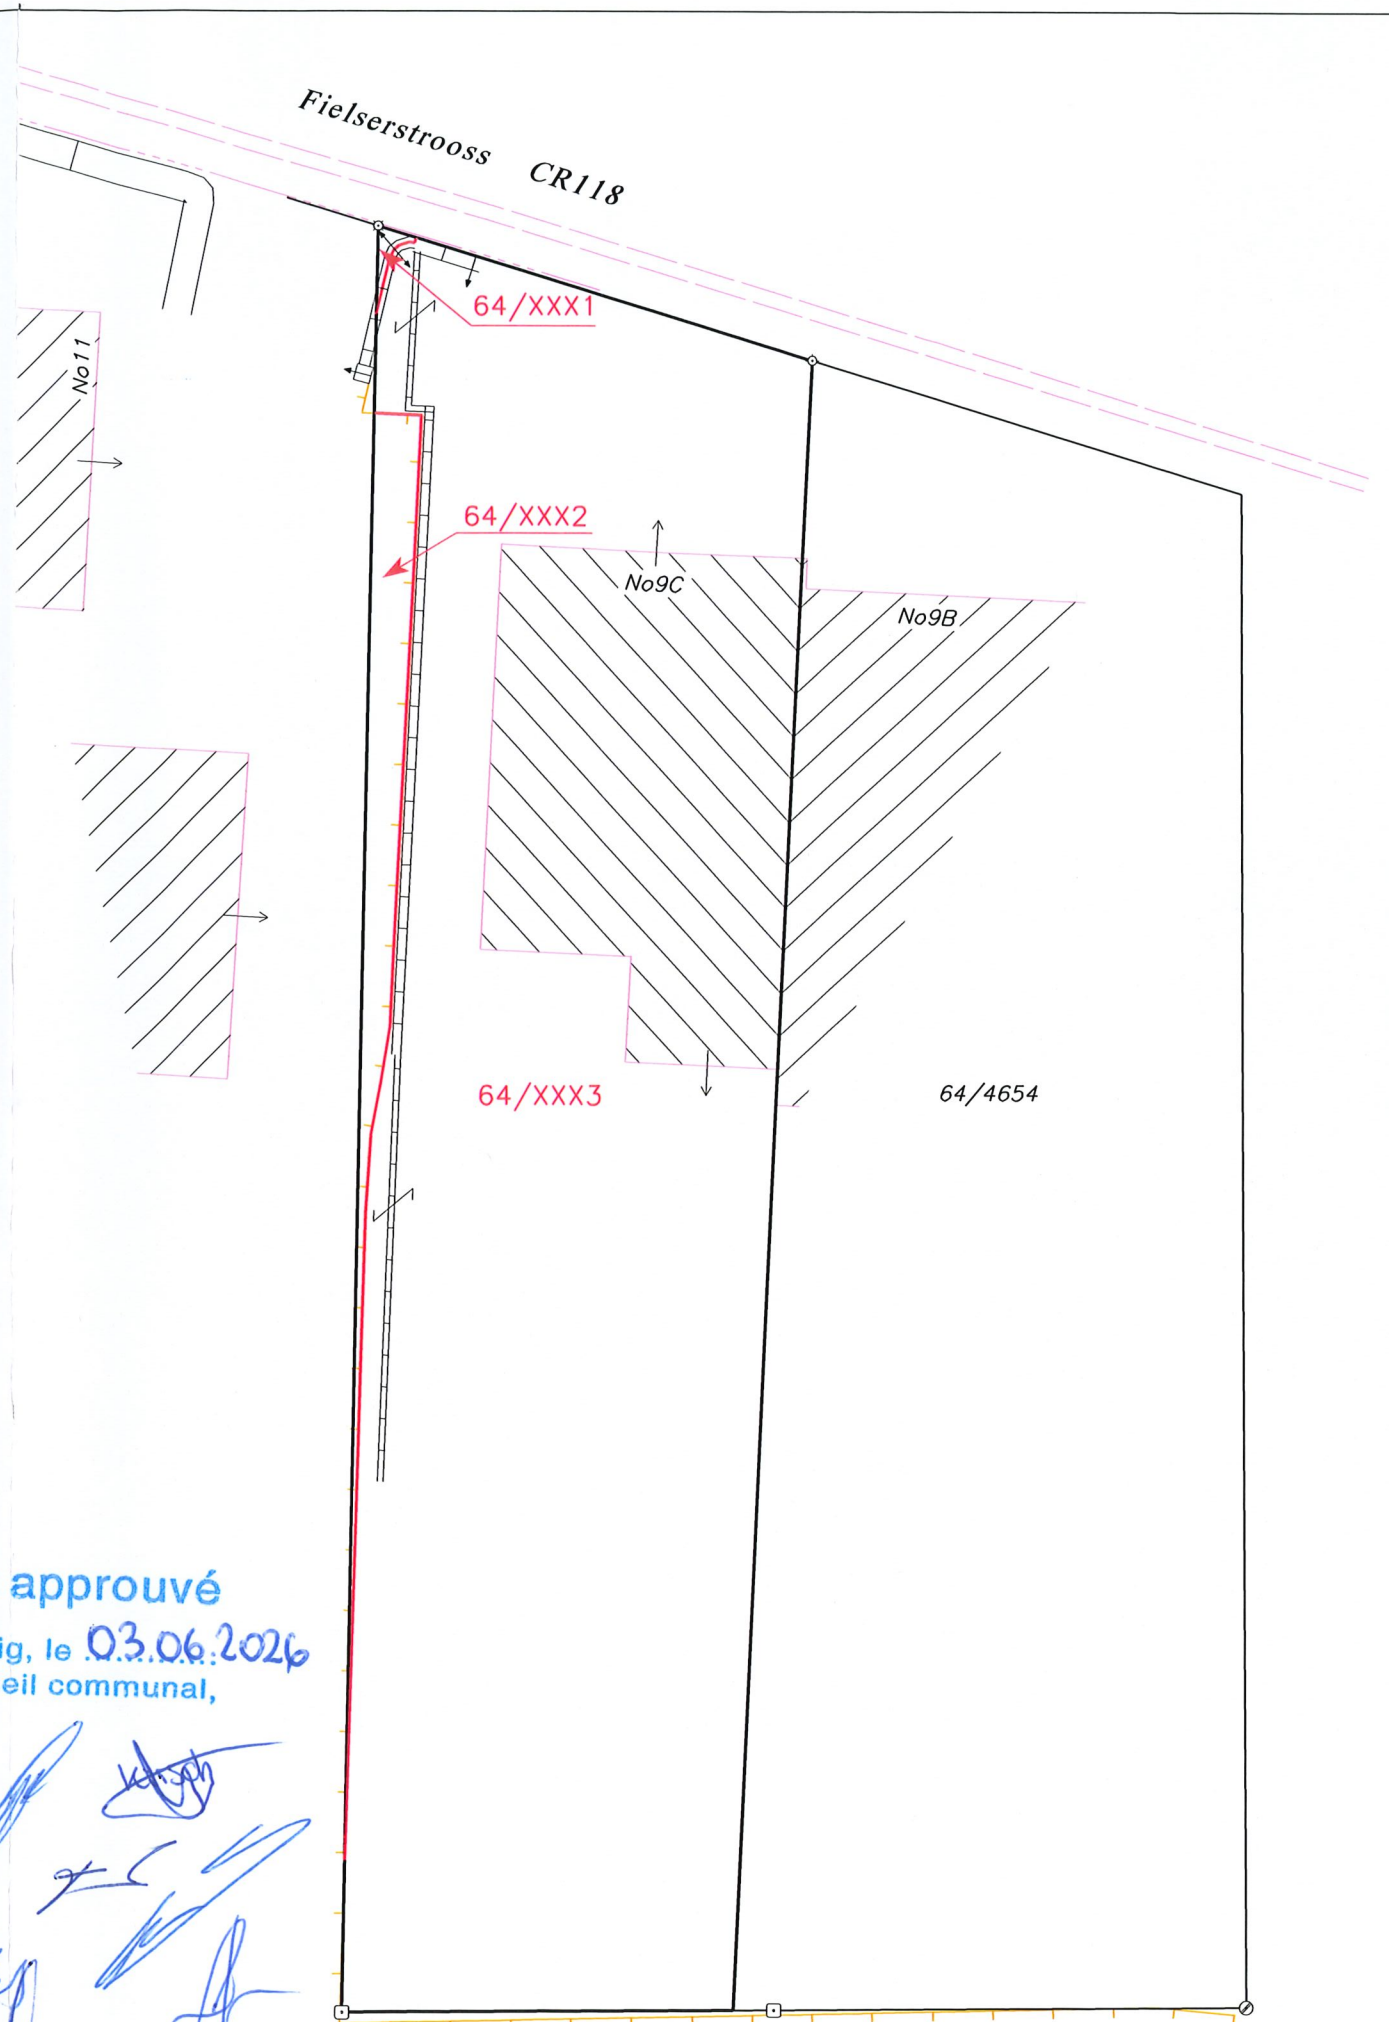 Fielserstrooss CR118
64/XXX1
No11
64/XXX2
No9C
No9B
64/XXX3
64/4654
approuvé
ig, le 03.06.2026
eil communal,